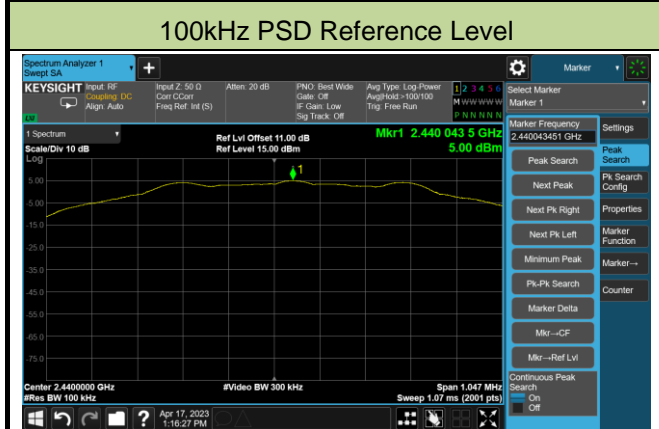 100kHz PSD Reference Level
Spectrum Analyzer 1
Swept SA
+
Marker
KEYSIGHT
Input: RF
Coupling: DC
Align: Auto
Input Z: 50 Ω
Corr CCorr
Freq Ref: Int (S)
Atten: 20 dB
PNO: Best Wide
Gate: Off
IF Gain: Low
Sig Track: Off
Avg Type: Log-Power
Avg|Hold:>100/100
Trig: Free Run
1 2 3 4 5 6
M W W W W W
P N N N N N
Select Marker
Marker 1
1 Spectrum
Scale/Div 10 dB
Log
Ref Lvl Offset 11.00 dB
Ref Level 15.00 dBm
Mkr1 2.440 043 5 GHz
5.00 dBm
1
5.00
-5.00
-15.0
-25.0
-35.0
-45.0
-55.0
-65.0
-75.0
Center 2.4400000 GHz
#Res BW 100 kHz
#Video BW 300 kHz
Span 1.047 MHz
Sweep 1.07 ms (2001 pts)
Marker Frequency
2.440043451 GHz
Peak Search
Next Peak
Next Pk Right
Next Pk Left
Minimum Peak
Pk-Pk Search
Marker Delta
Mkr→CF
Mkr→Ref Lvl
Continuous Peak
Search
On
Off
Settings
Peak
Search
Pk Search
Config
Properties
Marker
Function
Marker→
Counter
?
Apr 17, 2023
1:16:27 PM